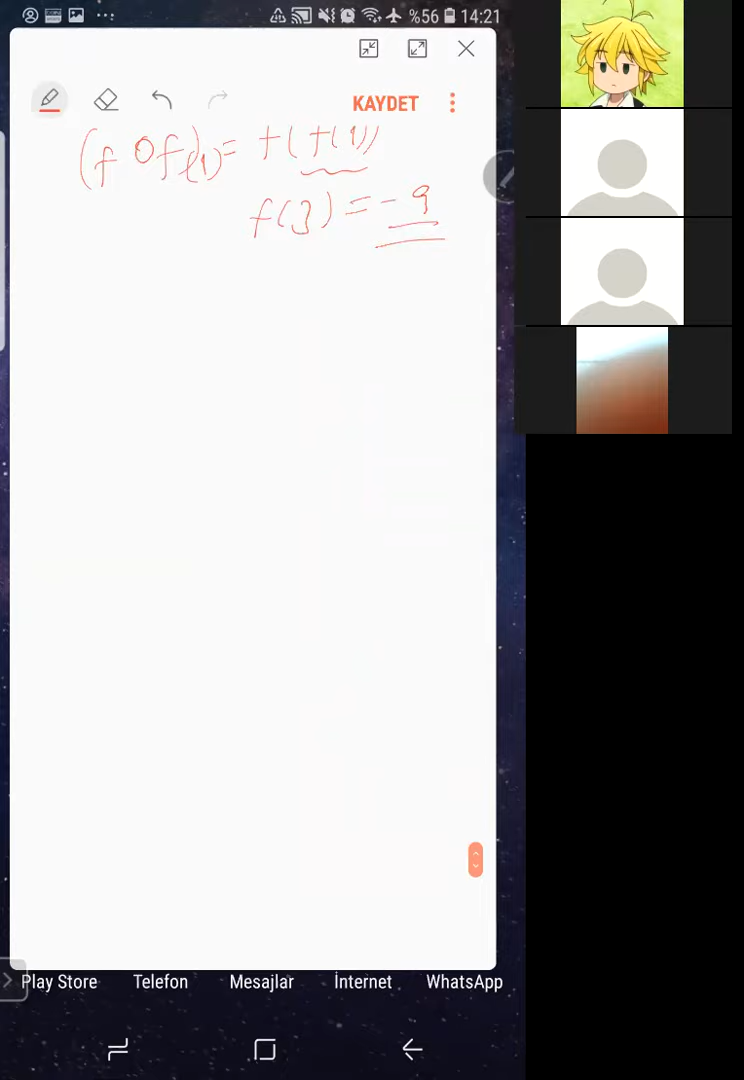 %56 14:21
KAYDET
(f o f)(1) = f(f(1))
f(3) = -9
Play Store Telefon Mesajlar İnternet WhatsApp